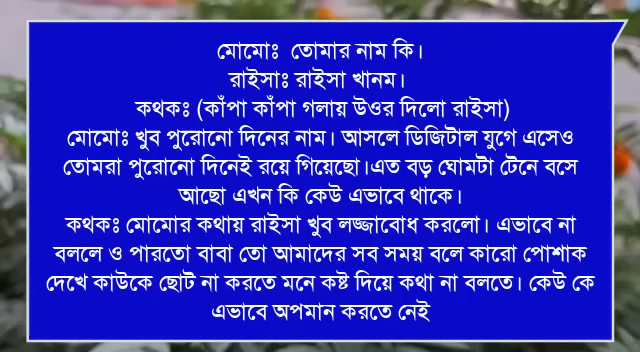 মোমোঃ তোমার নাম কি।
রাইসাঃ রাইসা খানম।
কথকঃ (কাঁপা কাঁপা গলায় উওর দিলো রাইসা)
মোমোঃ খুব পুরোনো দিনের নাম। আসলে ডিজিটাল যুগে এসেও
তোমরা পুরোনো দিনেই রয়ে গিয়েছো।এত বড় ঘোমটা টেনে বসে
আছো এখন কি কেউ এভাবে থাকে।
কথকঃ মোমোর কথায় রাইসা খুব লজ্জাবোধ করলো। এভাবে না
বললে ও পারতো বাবা তো আমাদের সব সময় বলে কারো পোশাক
দেখে কাউকে ছোট না করতে মনে কষ্ট দিয়ে কথা না বলতে। কেউ কে
এভাবে অপমান করতে নেই